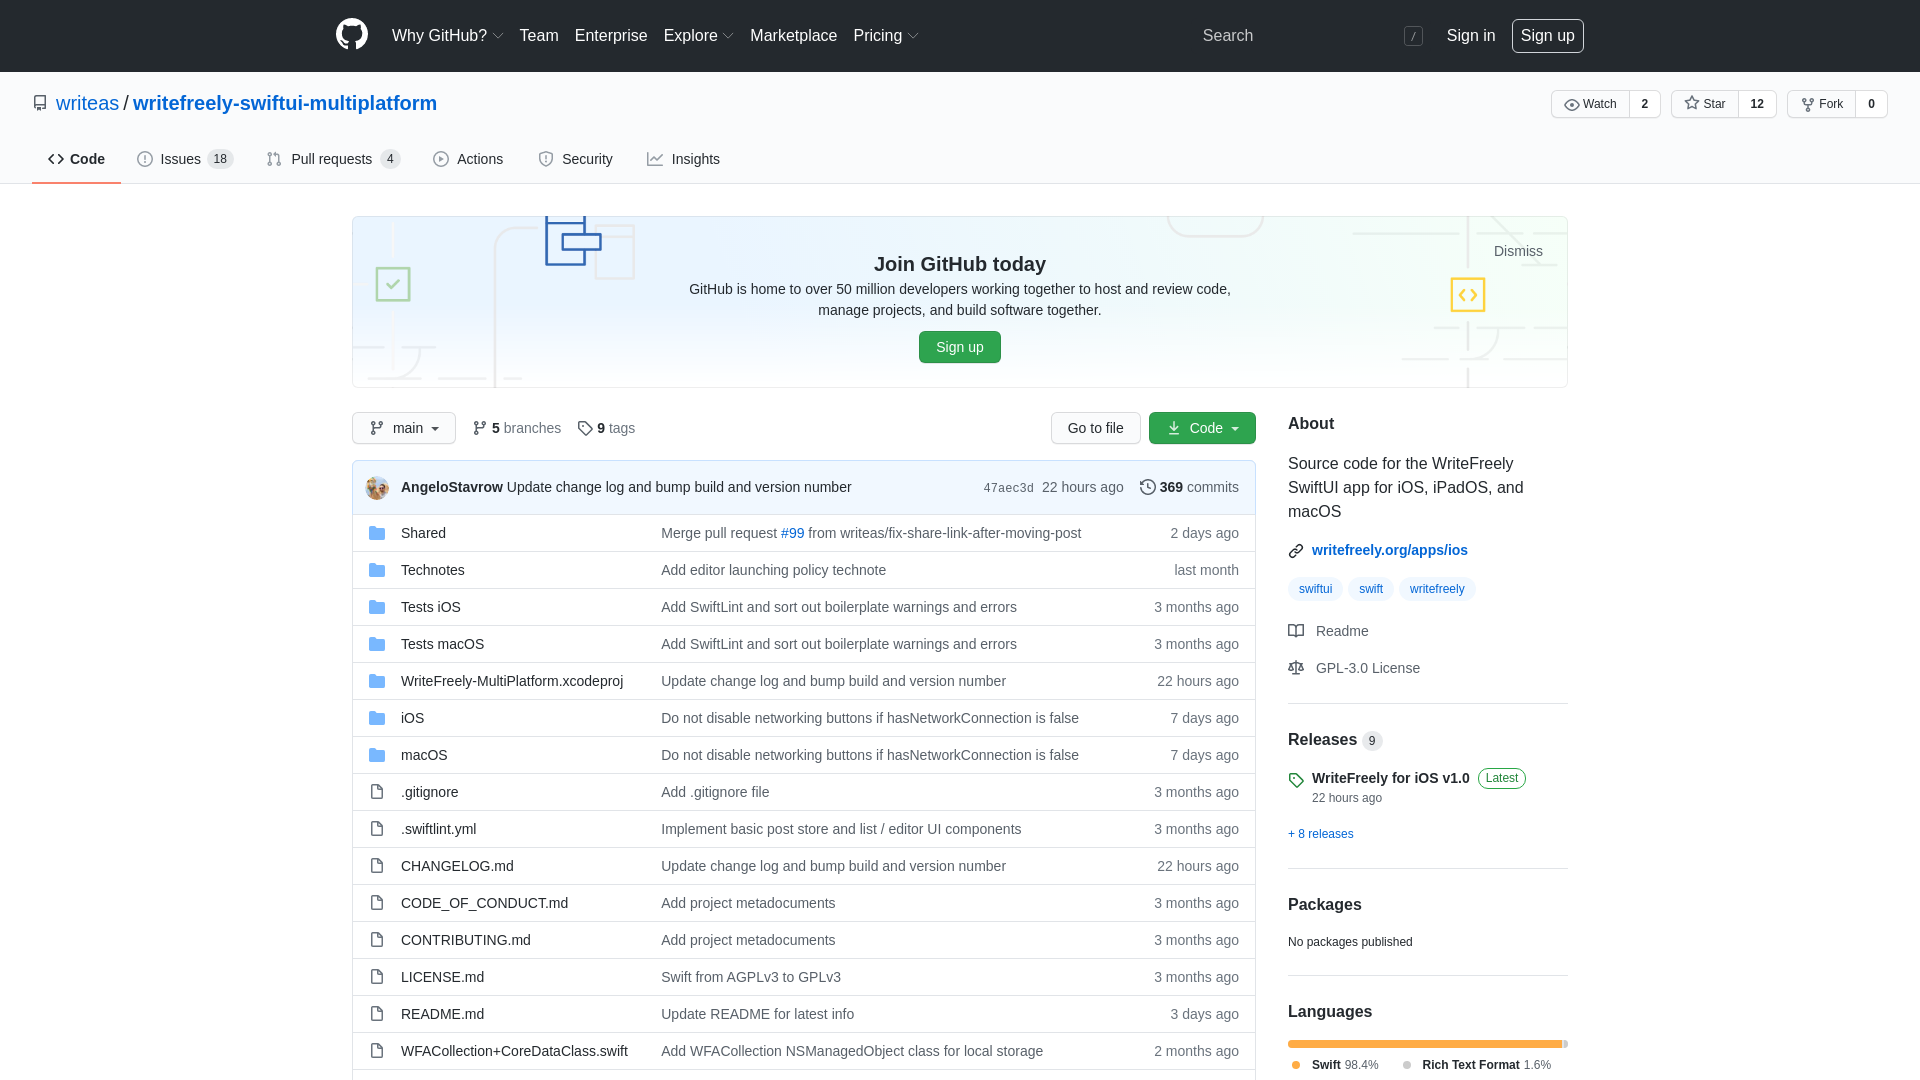 Why GitHub? Team Enterprise Explore Marketplace Pricing Search / Sign in Sign up
writeas / writefreely-swiftui-multiplatform Watch 2 Star 12 Fork 0
Code Issues 18 Pull requests 4 Actions Security Insights
Dismiss
Join GitHub today
GitHub is home to over 50 million developers working together to host and review code,
manage projects, and build software together.
Sign up
main 5 branches 9 tags Go to file Code
AngeloStavrow Update change log and bump build and version number 47aec3d 22 hours ago 369 commits
Shared Merge pull request #99 from writeas/fix-share-link-after-moving-post 2 days ago
Technotes Add editor launching policy technote last month
Tests iOS Add SwiftLint and sort out boilerplate warnings and errors 3 months ago
Tests macOS Add SwiftLint and sort out boilerplate warnings and errors 3 months ago
WriteFreely-MultiPlatform.xcodeproj Update change log and bump build and version number 22 hours ago
iOS Do not disable networking buttons if hasNetworkConnection is false 7 days ago
macOS Do not disable networking buttons if hasNetworkConnection is false 7 days ago
.gitignore Add .gitignore file 3 months ago
.swiftlint.yml Implement basic post store and list / editor UI components 3 months ago
CHANGELOG.md Update change log and bump build and version number 22 hours ago
CODE_OF_CONDUCT.md Add project metadocuments 3 months ago
CONTRIBUTING.md Add project metadocuments 3 months ago
LICENSE.md Swift from AGPLv3 to GPLv3 3 months ago
README.md Update README for latest info 3 days ago
WFACollection+CoreDataClass.swift Add WFACollection NSManagedObject class for local storage 2 months ago
About
Source code for the WriteFreely
SwiftUI app for iOS, iPadOS, and
macOS
writefreely.org/apps/ios
swiftui swift writefreely
Readme
GPL-3.0 License
Releases 9
WriteFreely for iOS v1.0 Latest
22 hours ago
+ 8 releases
Packages
No packages published
Languages
Swift 98.4% Rich Text Format 1.6%